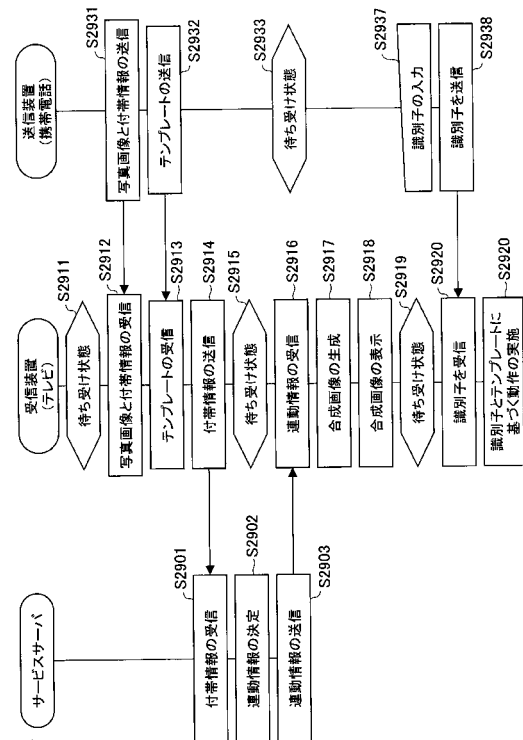 サービスサーバ
付帯情報の受信
S2901
連動情報の決定
S2902
連動情報の送信
S2903
受信装置
(テレビ)
待ち受け状態
S2911
写真画像と付帯情報の受信
S2912
テンプレートの受信
S2913
付帯情報の送信
S2914
待ち受け状態
S2915
連動情報の受信
S2916
合成画像の生成
S2917
合成画像の表示
S2918
待ち受け状態
S2919
識別子を受信
S2920
識別子とテンプレートに
基づく動作の実施
S2920
送信装置
(携帯電話)
写真画像と付帯情報の送信
S2931
テンプレートの送信
S2932
待ち受け状態
S2933
識別子の入力
S2937
識別子を送信
S2938